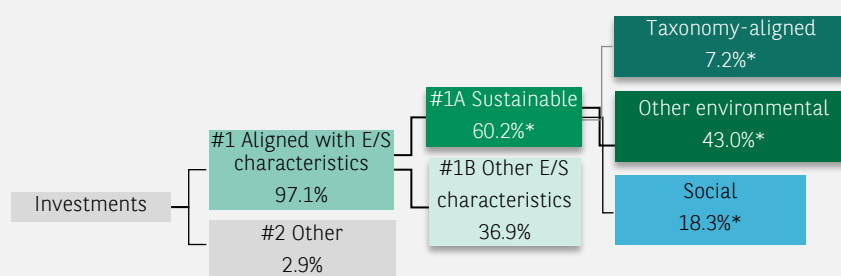 Investments
#1 Aligned with E/S
characteristics
97.1%
#2 Other
2.9%
#1A Sustainable
60.2%*
#1B Other E/S
characteristics
36.9%
Taxonomy-aligned
7.2%*
Other environmental
43.0%*
Social
18.3%*